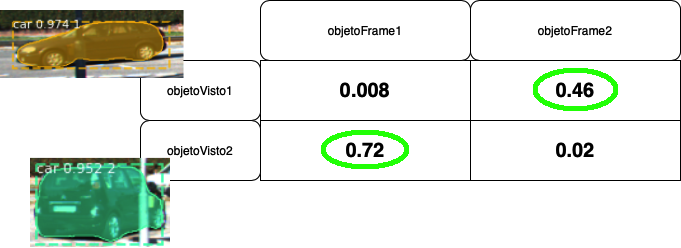 car 0.974 1
objetoFrame1
objetoFrame2
objetoVisto1
0.008
0.46
objetoVisto2
0.72
0.02
car 0.952 2